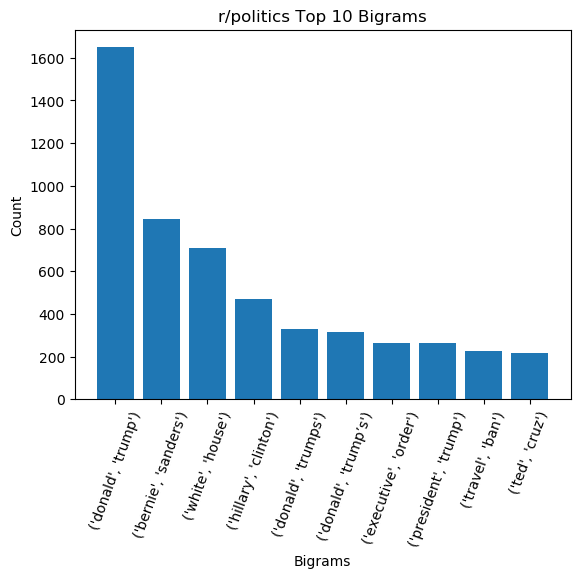 r/politics Top 10 Bigrams
Count
1600
1400
1200
1000
800
600
400
200
0
('donald', 'trump')
('bernie', 'sanders')
('white', 'house')
('hillary', 'clinton')
('donald', 'trumps')
('donald', 'trump’s')
('executive', 'order')
('president', 'trump')
('travel', 'ban')
('ted', 'cruz')
Bigrams